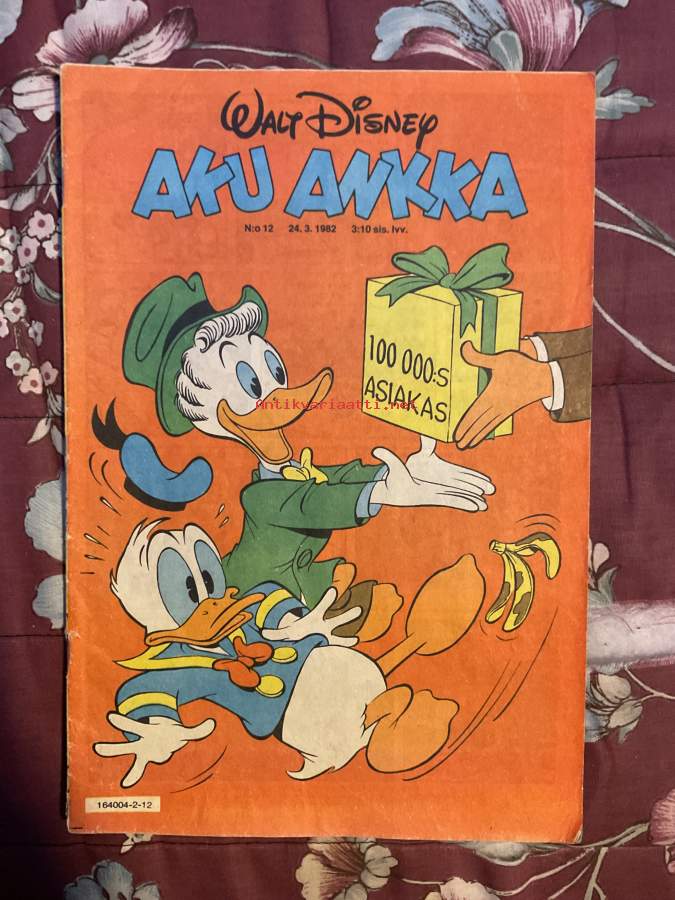 WALT DISNEY
AKU ANKKA
N:o 12 24. 3. 1982 3:10 sis. lvv.
100 000:S
ASIAKAS
Antikvariaatti.net
164004-2-12